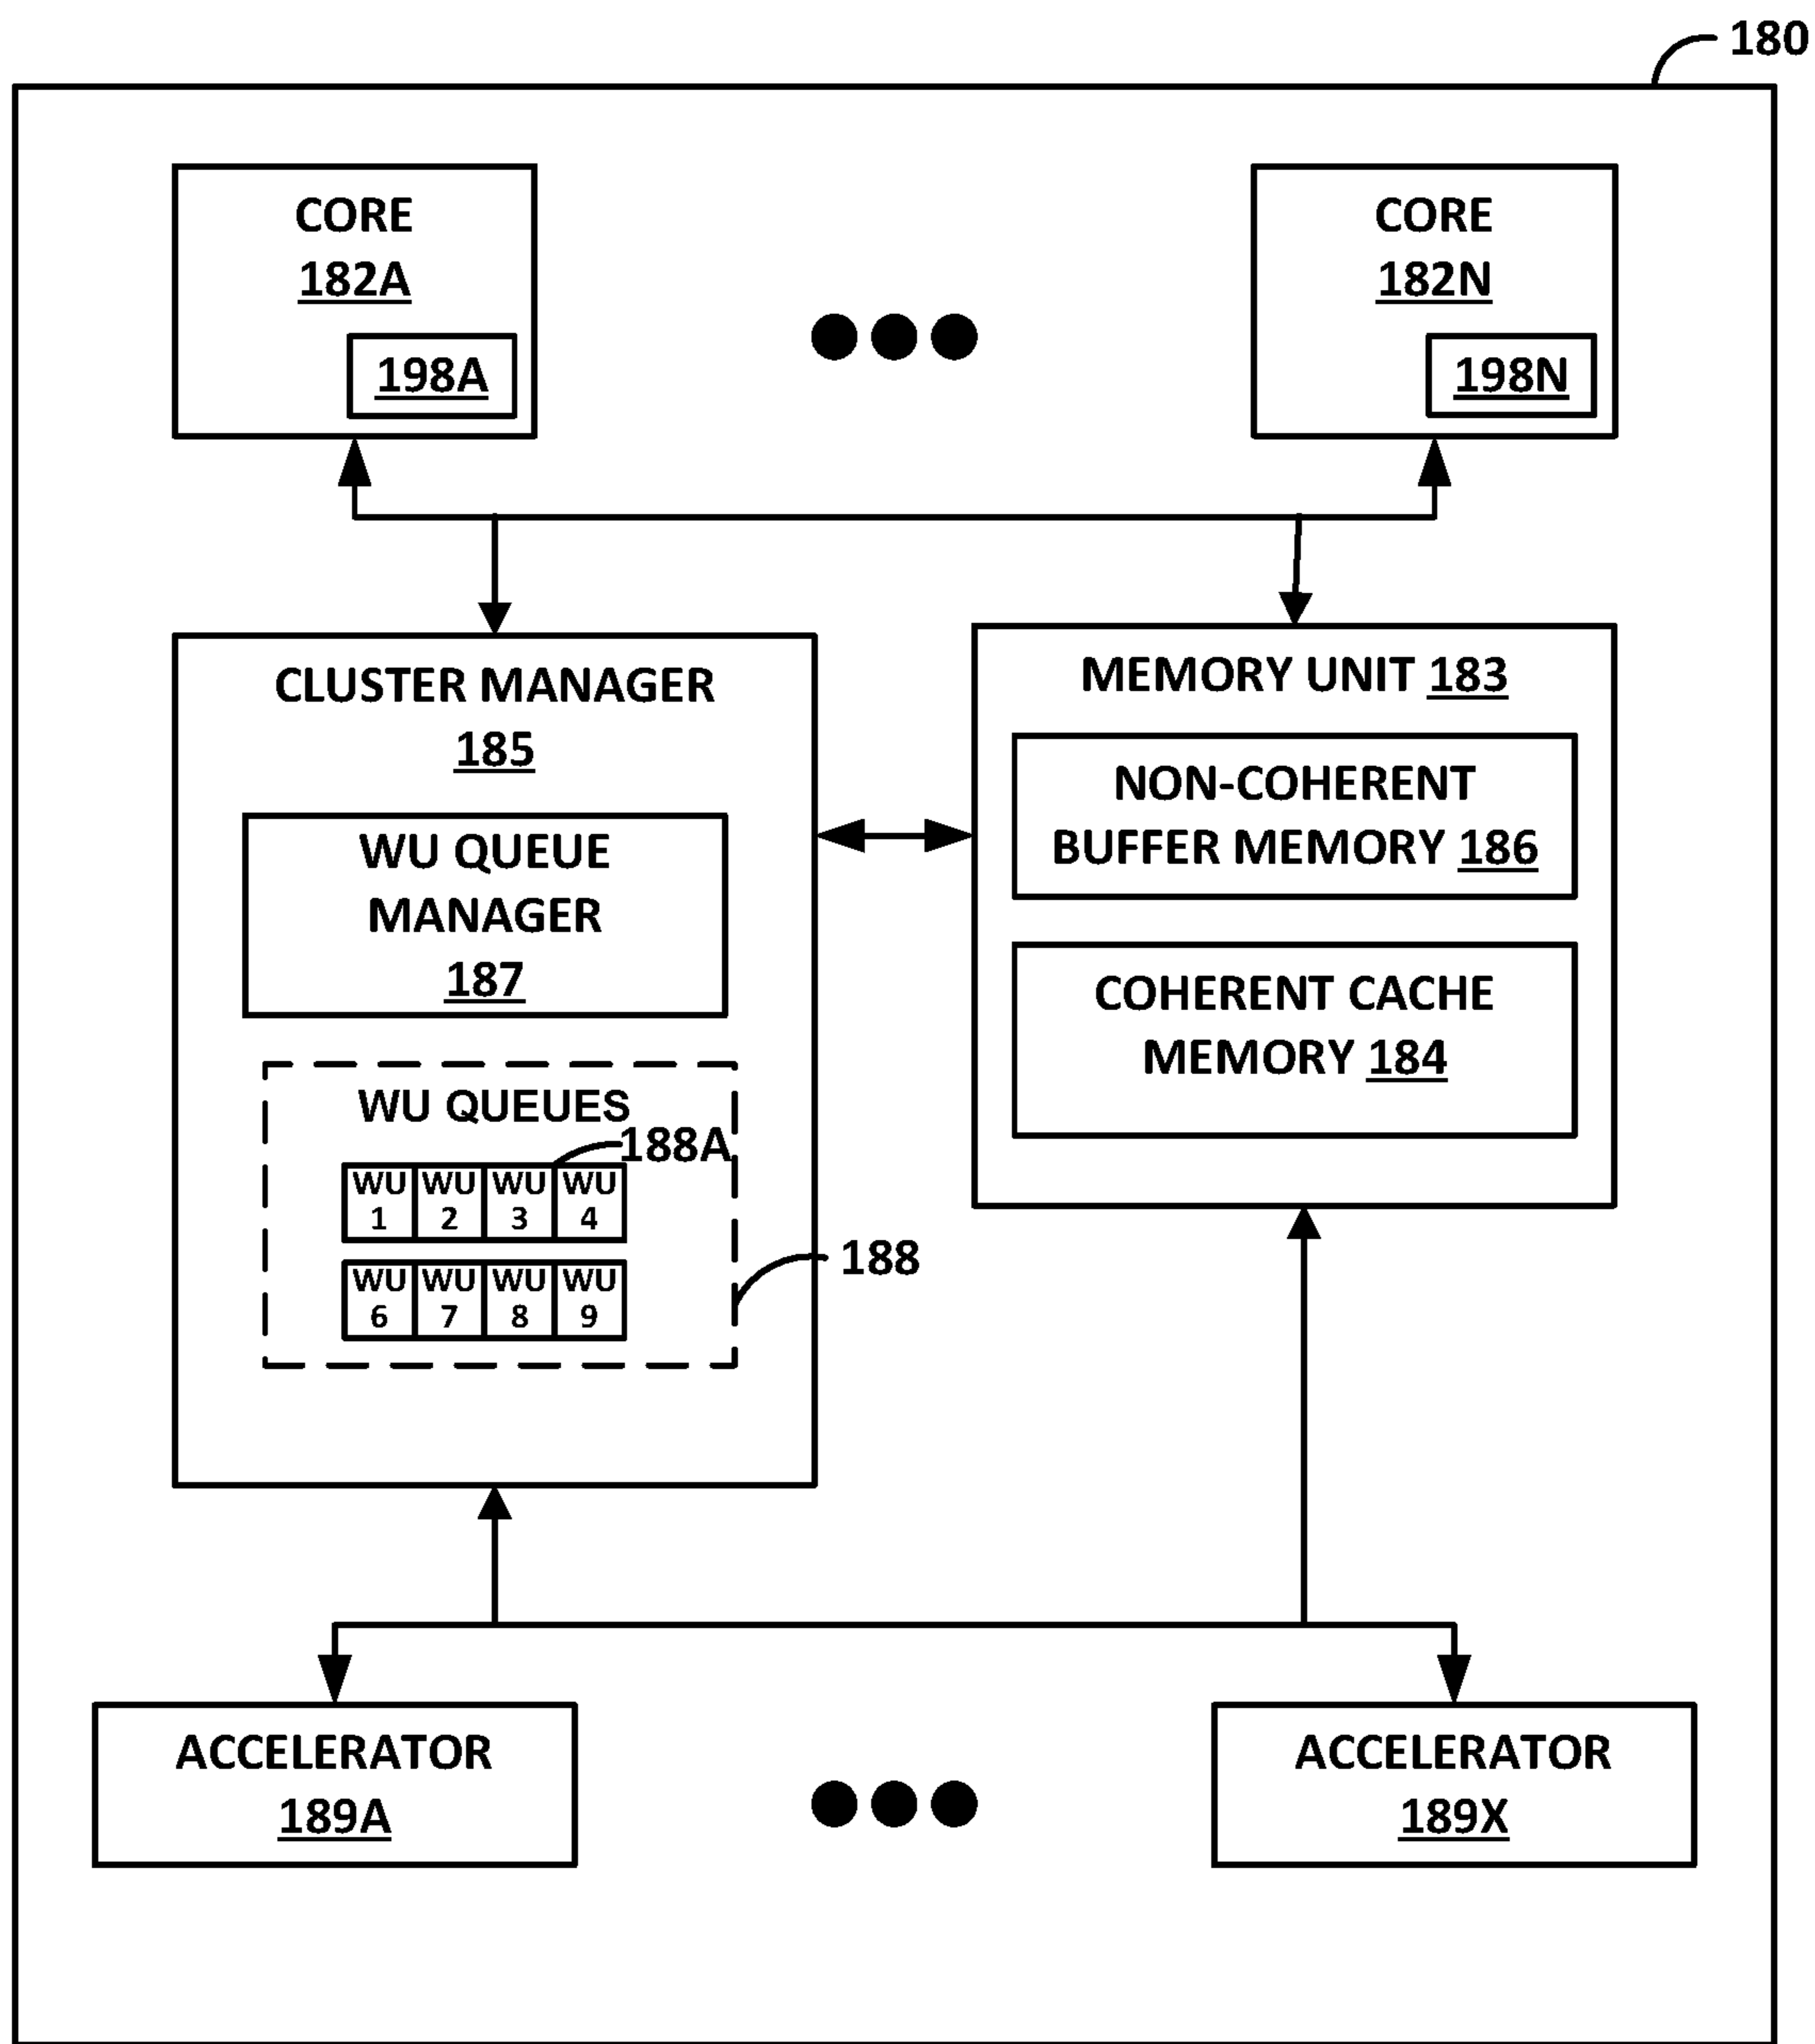 180
CORE
182A
198A
CORE
182N
198N
CLUSTER MANAGER
185
WU QUEUE
MANAGER
187
WU QUEUES
188A
WU
1
WU
2
WU
3
WU
4
WU
6
WU
7
WU
8
WU
9
188
MEMORY UNIT 183
NON-COHERENT
BUFFER MEMORY 186
COHERENT CACHE
MEMORY 184
ACCELERATOR
189A
ACCELERATOR
189X